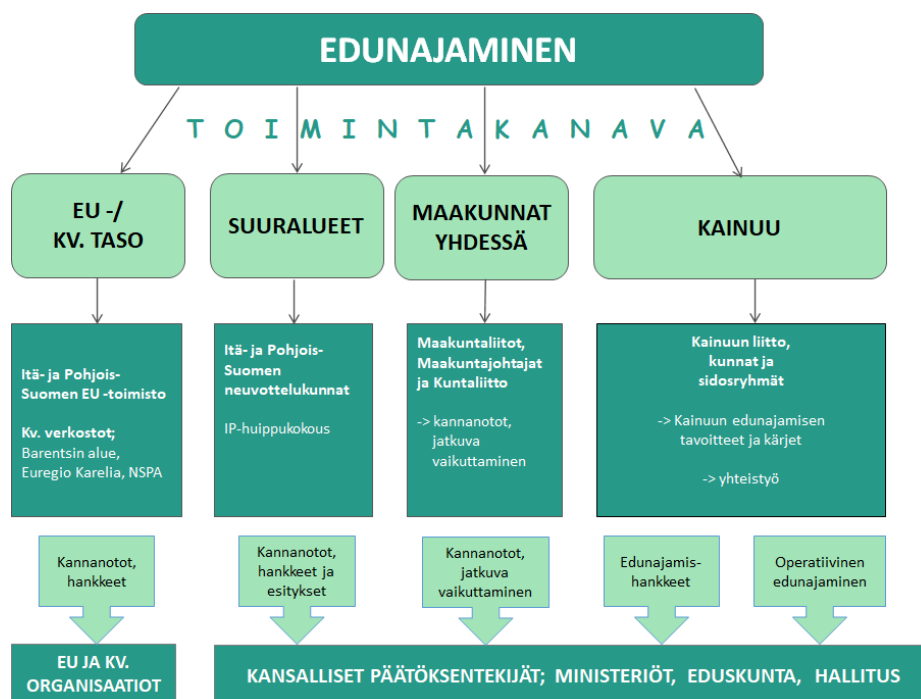 EDUNAJAMINEN
TOIMINTAKANAVA
EU -/
KV. TASO
SUURALUEET
MAAKUNNAT
YHDESSÄ
KAINUU
Itä- ja Pohjois-
Suomen EU -toimisto
Kv. verkostot;
Barentsin alue,
Euregio Karelia, NSPA
Itä- ja Pohjois-
Suomen
neuvottelukunnat
IP-huippukokous
Maakuntaliitot,
Maakuntajohtajat
ja Kuntaliitto
-> kannanotot,
jatkuva
vaikuttaminen
Kainuun liitto,
kunnat ja
sidosryhmät
-> Kainuun edunajamisen
tavoitteet ja kärjet
-> yhteistyö
Kannanotot,
hankkeet
Kannanotot,
hankkeet ja
esitykset
Kannanotot,
jatkuva
vaikuttaminen
Edunajamis-
hankkeet
Operatiivinen
edunajaminen
EU JA KV.
ORGANISAATIOT
KANSALLISET PÄÄTÖKSENTEKIJÄT; MINISTERIÖT, EDUSKUNTA, HALLITUS